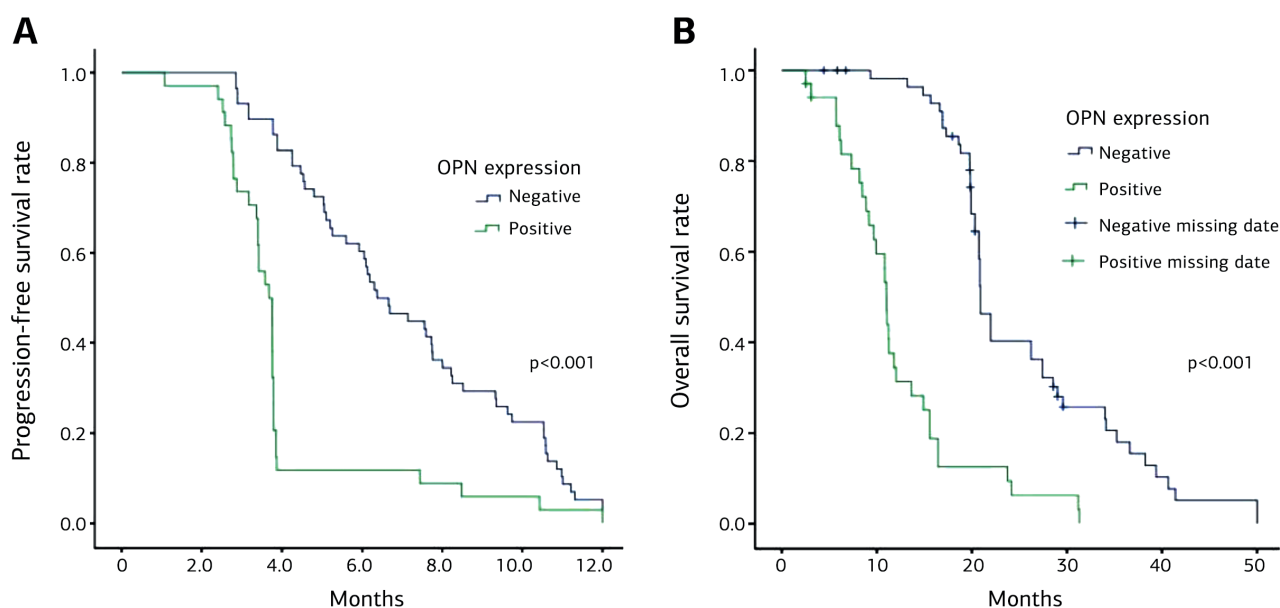 A
Progression-free survival rate
1.0
0.8
0.6
0.4
0.2
0.0
OPN expression
Negative
Positive
p<0.001
0 2.0 4.0 6.0 8.0 10.0 12.0
Months
B
Overall survival rate
1.0
0.8
0.6
0.4
0.2
0.0
OPN expression
Negative
Positive
Negative missing date
Positive missing date
p<0.001
0 10 20 30 40 50
Months